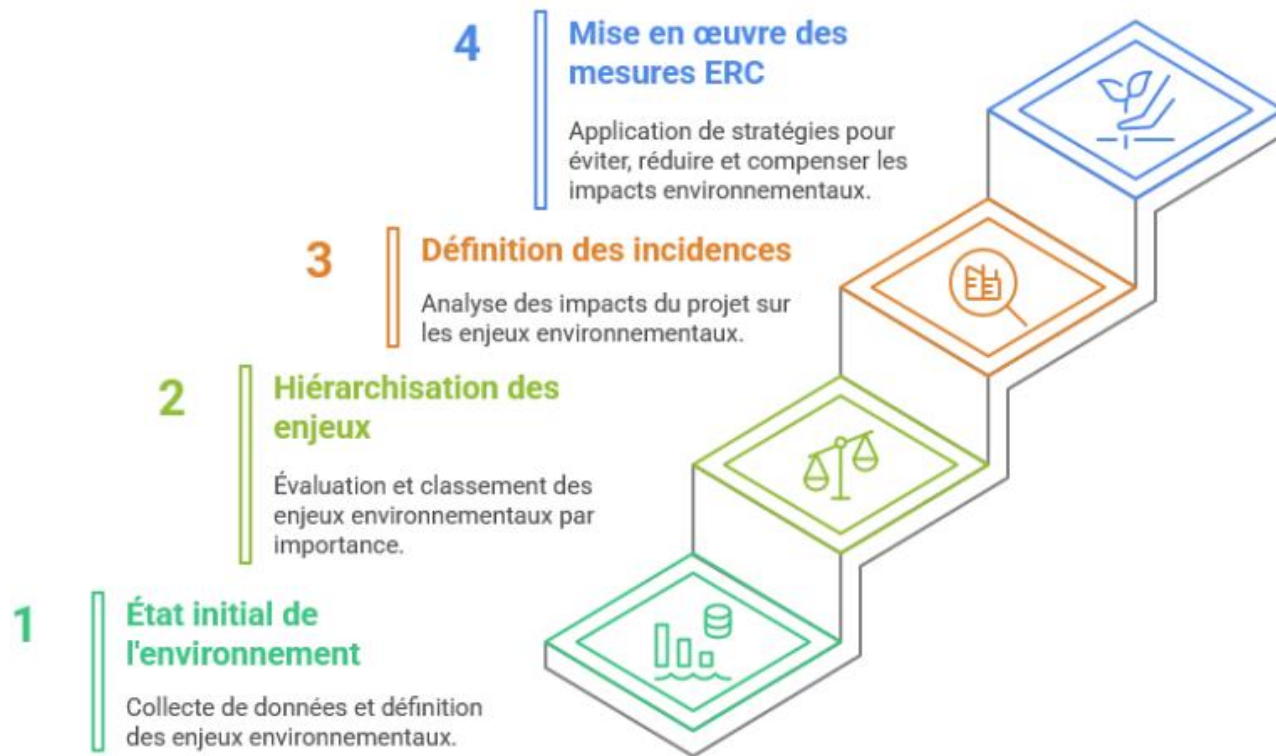 4
Mise en œuvre des
mesures ERC
Application de stratégies pour
éviter, réduire et compenser les
impacts environnementaux.
3
Définition des incidences
Analyse des impacts du projet sur
les enjeux environnementaux.
2
Hiérarchisation des
enjeux
Évaluation et classement des
enjeux environnementaux par
importance.
1
État initial de
l'environnement
Collecte de données et définition
des enjeux environnementaux.